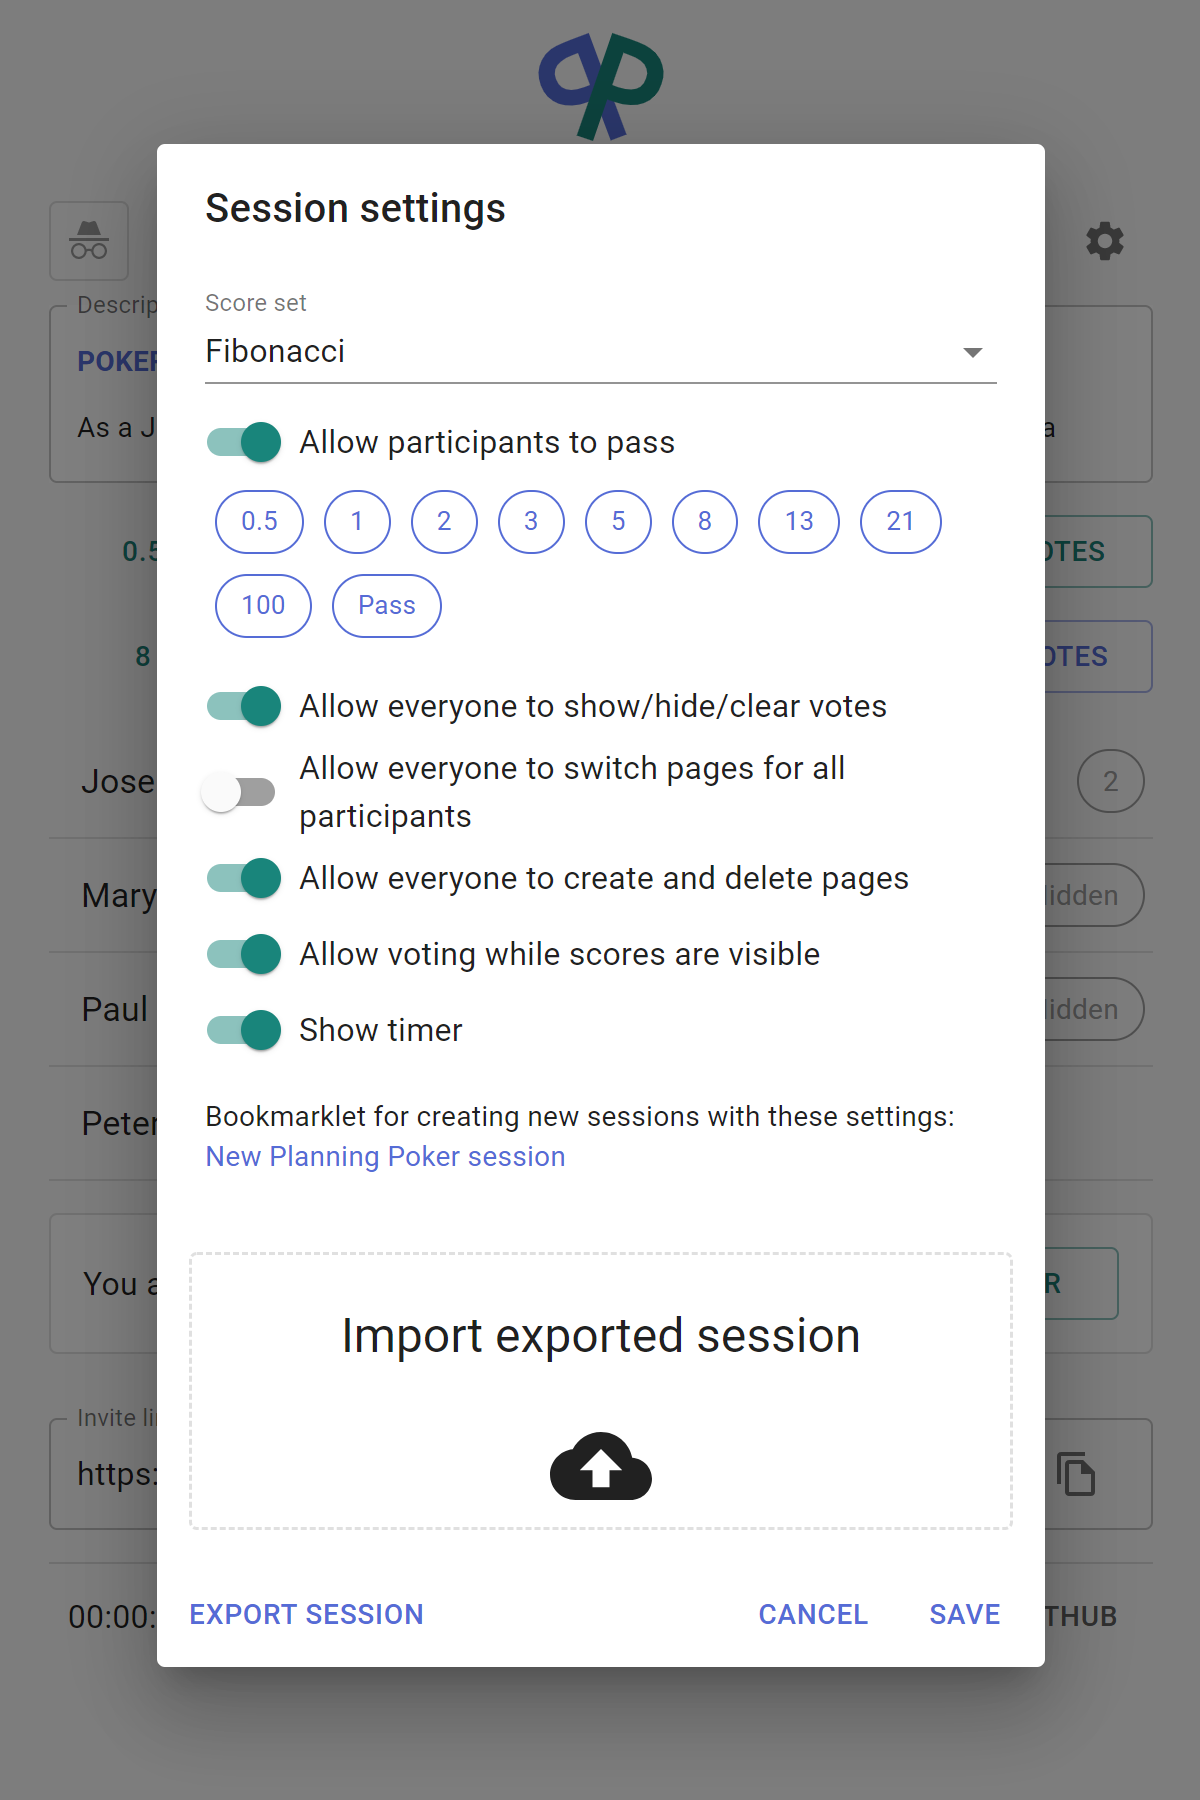 Session settings
Score set
Fibonacci
Allow participants to pass
0.5 1 2 3 5 8 13 21
100 Pass
Allow everyone to show/hide/clear votes
Allow everyone to switch pages for all
participants
Allow everyone to create and delete pages
Allow voting while scores are visible
Show timer
Bookmarklet for creating new sessions with these settings:
New Planning Poker session
Import exported session
EXPORT SESSION CANCEL SAVE
Descrip
POKER
As a J a
0.5 OTES
8 OTES
Jose 2
Mary idden
Paul idden
Peter
You a R
Invite li
https:
00:00: THUB